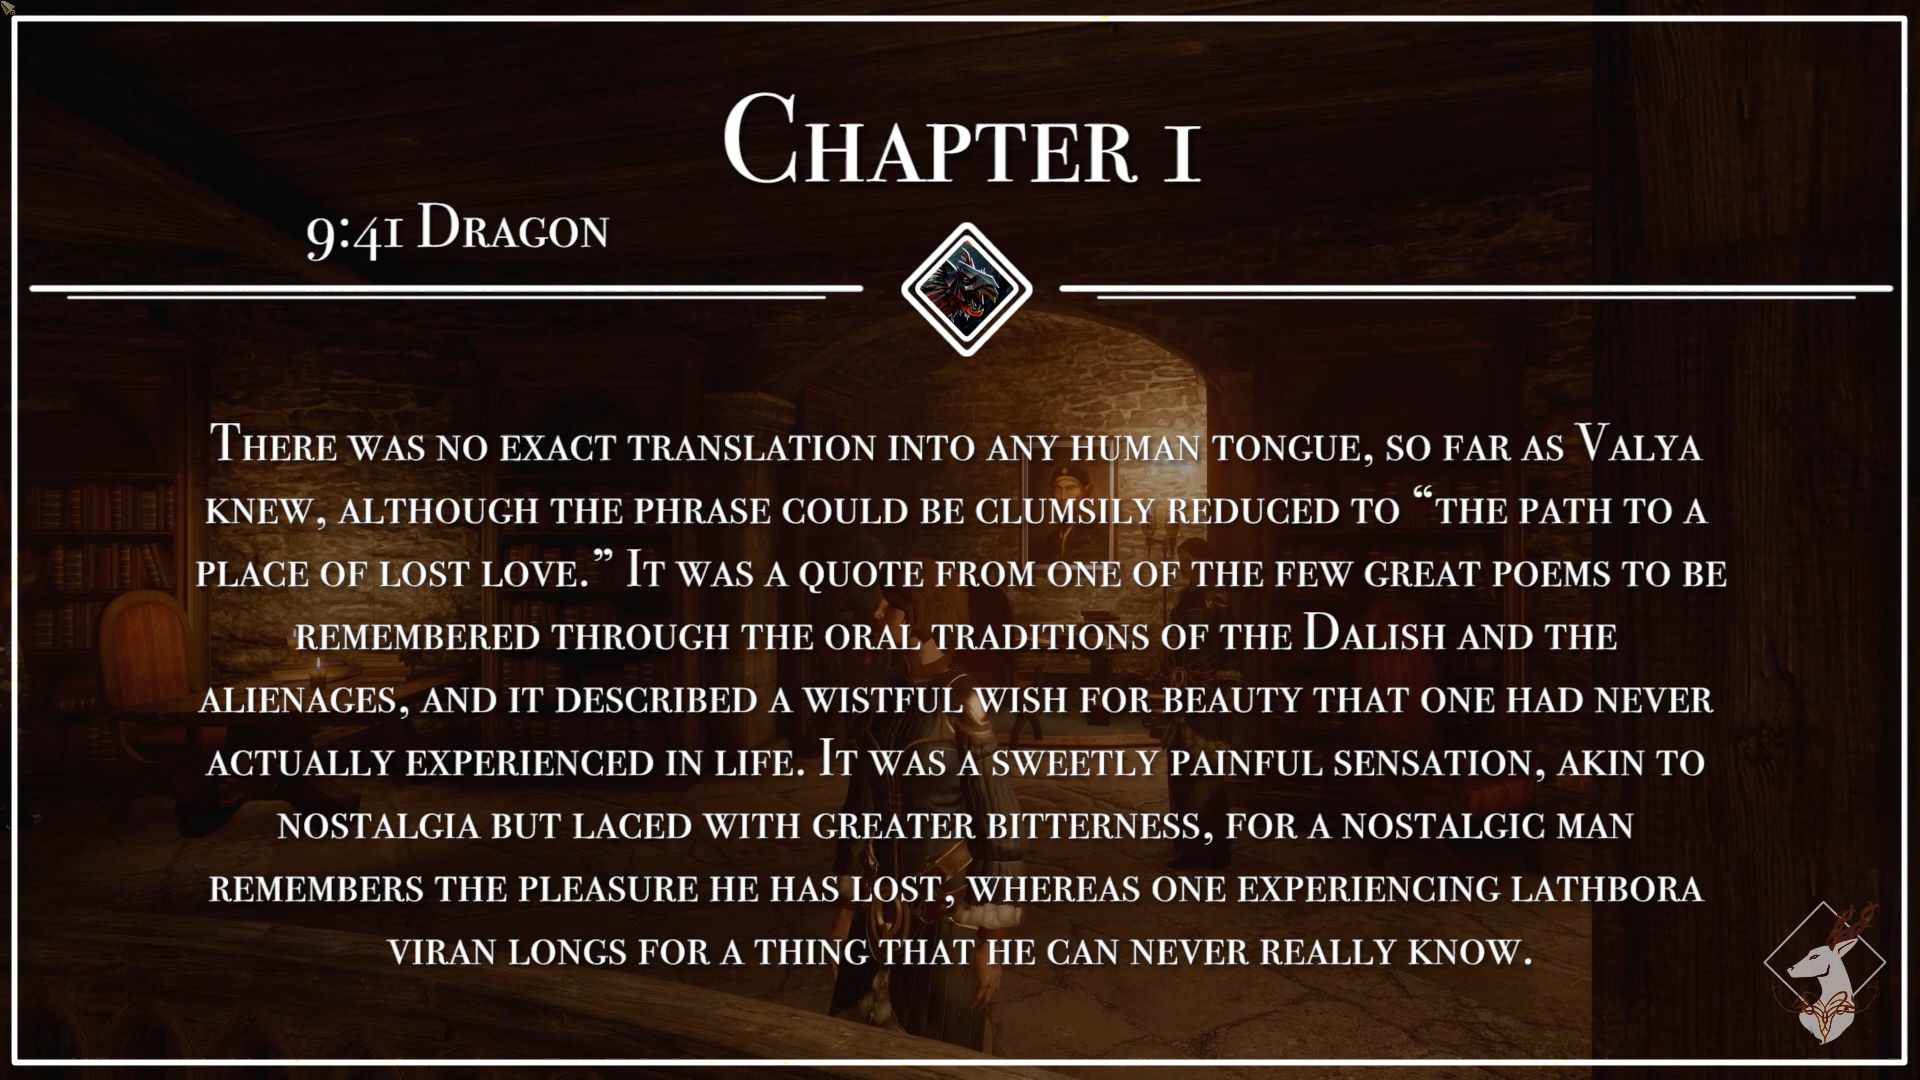 Chapter 1
9:41 Dragon
There was no exact translation into any human tongue, so far as Valya
knew, although the phrase could be clumsily reduced to “the path to a
place of lost love.” It was a quote from one of the few great poems to be
remembered through the oral traditions of the Dalish and the
alienages, and it described a wistful wish for beauty that one had never
actually experienced in life. It was a sweetly painful sensation, akin to
nostalgia but laced with greater bitterness, for a nostalgic man
remembers the pleasure he has lost, whereas one experiencing lathbora
viran longs for a thing that he can never really know.